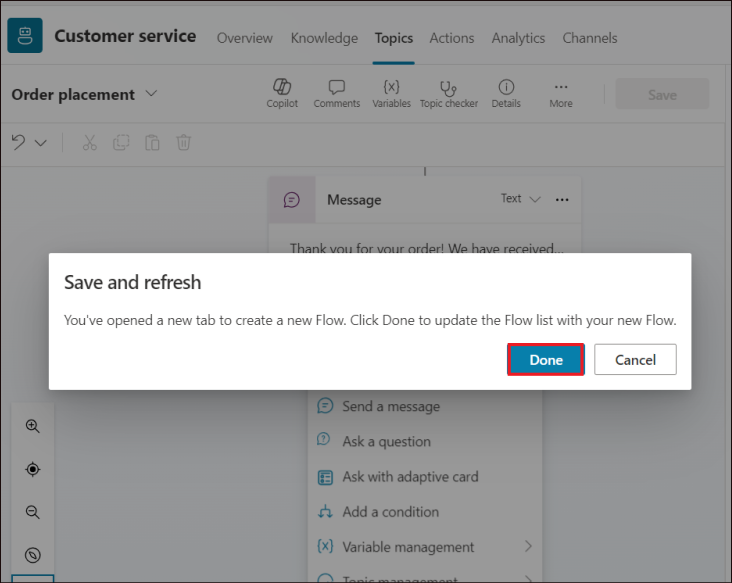 Customer service
Overview Knowledge Topics Actions Analytics Channels
Order placement
Copilot Comments Variables Topic checker Details More
Save
Message
Text
Thank you for your order! We have received...
Save and refresh
You've opened a new tab to create a new Flow. Click Done to update the Flow list with your new Flow.
Done Cancel
Send a message
Ask a question
Ask with adaptive card
Add a condition
{x} Variable management
Topic management